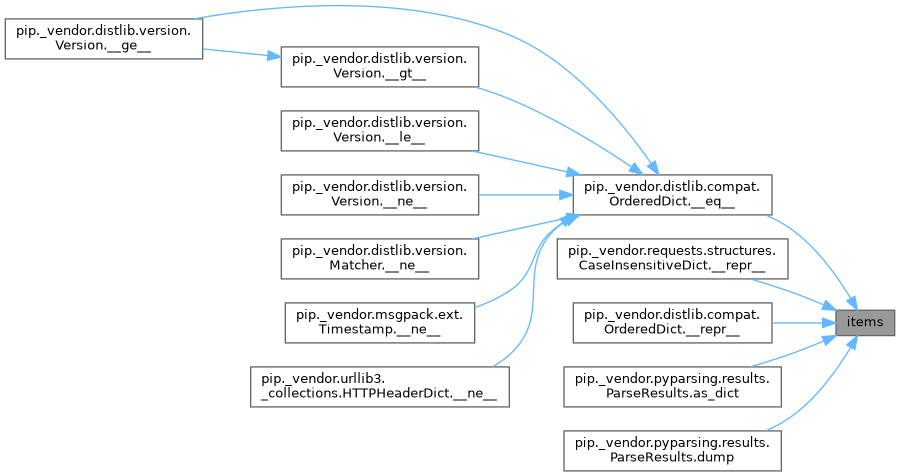 pip._vendor.distlib.version.
Version.__ge__
pip._vendor.distlib.version.
Version.__gt__
pip._vendor.distlib.version.
Version.__le__
pip._vendor.distlib.version.
Version.__ne__
pip._vendor.distlib.version.
Matcher.__ne__
pip._vendor.msgpack.ext.
Timestamp.__ne__
pip._vendor.urllib3.
_collections.HTTPHeaderDict.__ne__
pip._vendor.distlib.compat.
OrderedDict.__eq__
pip._vendor.requests.structures.
CaseInsensitiveDict.__repr__
pip._vendor.distlib.compat.
OrderedDict.__repr__
pip._vendor.pyparsing.results.
ParseResults.as_dict
pip._vendor.pyparsing.results.
ParseResults.dump
items